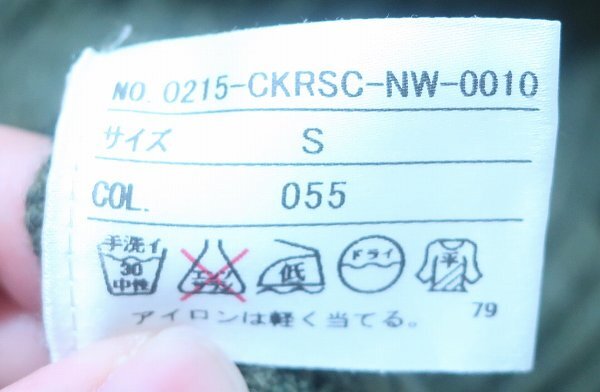 NO. 0215-CKRSC-NW-0010
サイズ S
COL. 055
手洗イ 30 中性 エンソサラシ 低 ドライ 平
アイロンは軽く当てる。 79